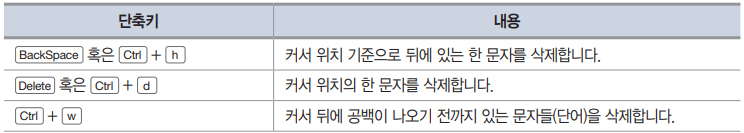 단축키 내용
BackSpace 혹은 Ctrl + h 커서 위치 기준으로 뒤에 있는 한 문자를 삭제합니다.
Delete 혹은 Ctrl + d 커서 위치의 한 문자를 삭제합니다.
Ctrl + w 커서 뒤에 공백이 나오기 전까지 있는 문자들(단어)을 삭제합니다.